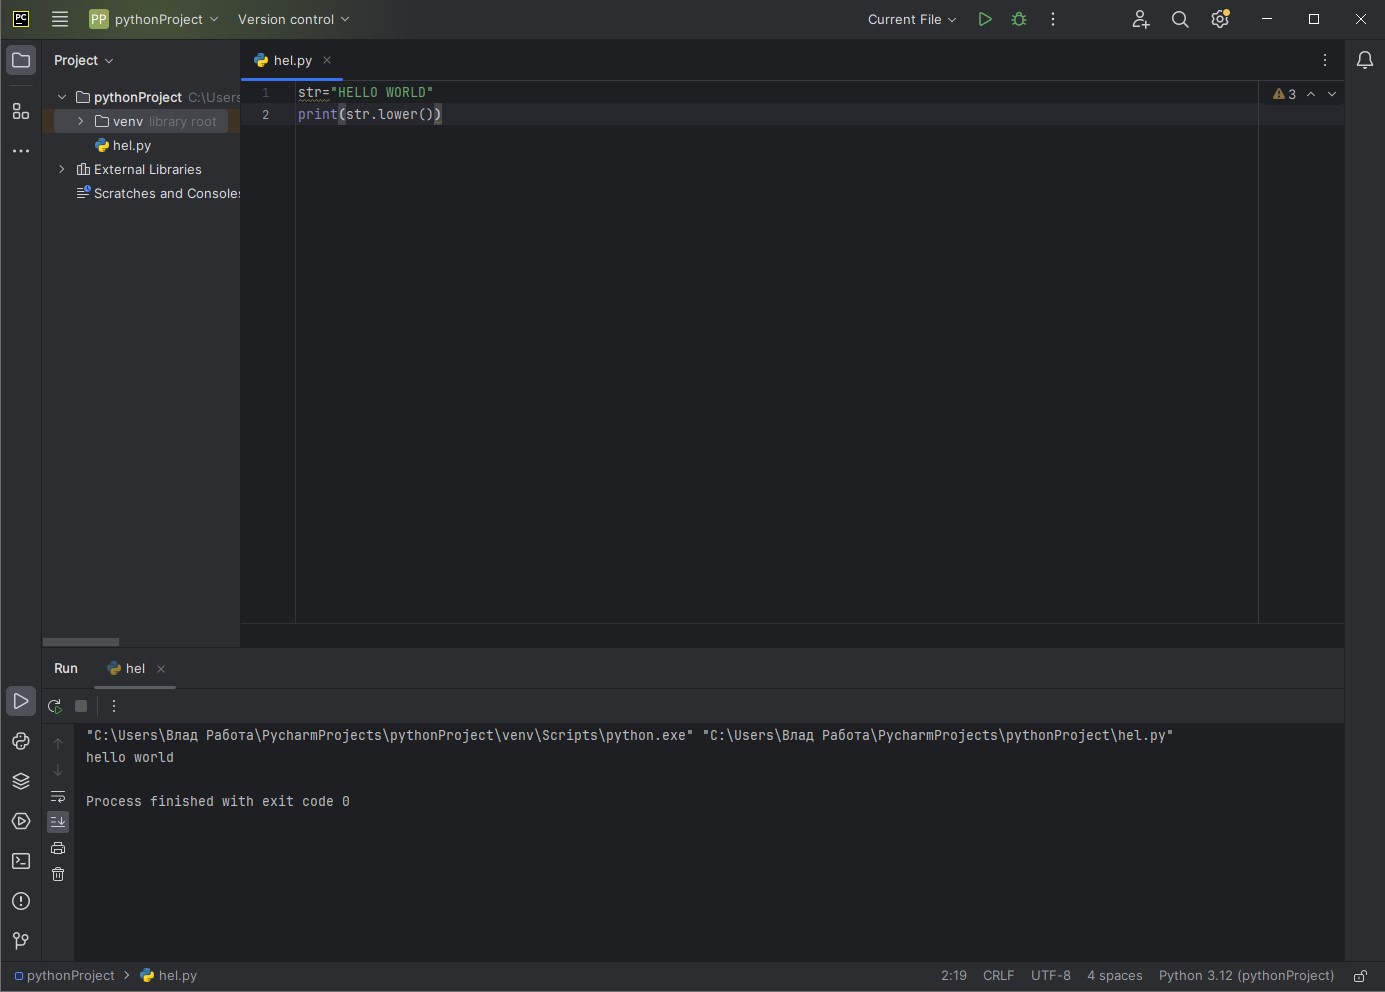 PC
PP pythonProject Version control Current File
Project
hel.py
pythonProject C:\Users
venv library root
hel.py
External Libraries
Scratches and Consoles
1 str="HELLO WORLD"
2 print(str.lower())
3
Run hel
"C:\Users\Влад Работа\PycharmProjects\pythonProject\venv\Scripts\python.exe" "C:\Users\Влад Работа\PycharmProjects\pythonProject\hel.py"
hello world
Process finished with exit code 0
pythonProject hel.py 2:19 CRLF UTF-8 4 spaces Python 3.12 (pythonProject)